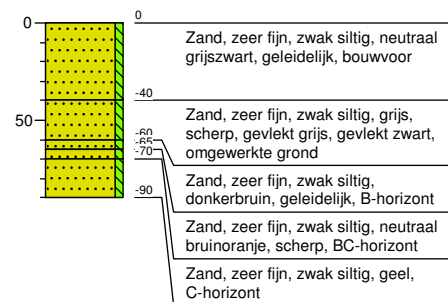 0
0
Zand, zeer fijn, zwak siltig, neutraal
grijszwart, geleidelijk, bouwvoor
-40
Zand, zeer fijn, zwak siltig, grijs,
scherp, gevlekt grijs, gevlekt zwart,
omgewerkte grond
50
-60
-65
-70
Zand, zeer fijn, zwak siltig,
donkerbruin, geleidelijk, B-horizont
-90
Zand, zeer fijn, zwak siltig, neutraal
bruinoranje, scherp, BC-horizont
Zand, zeer fijn, zwak siltig, geel,
C-horizont